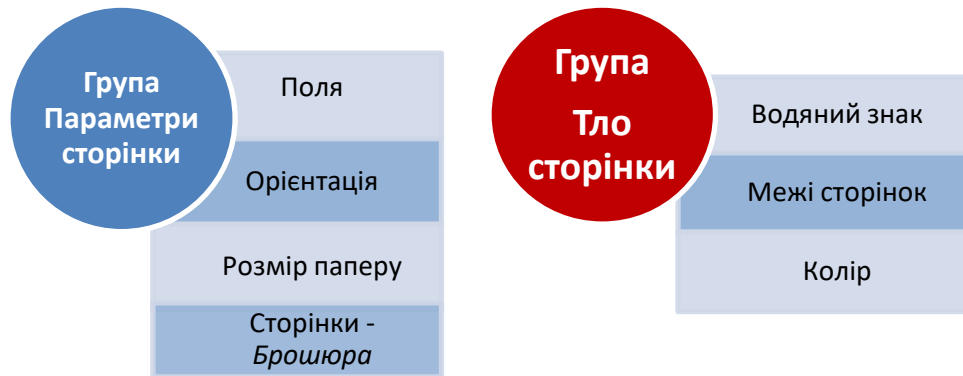 Група
Параметри
сторінки
Поля
Орієнтація
Розмір паперу
Сторінки -
Брошюра
Група
Тло
сторінки
Водяний знак
Межі сторінок
Колір